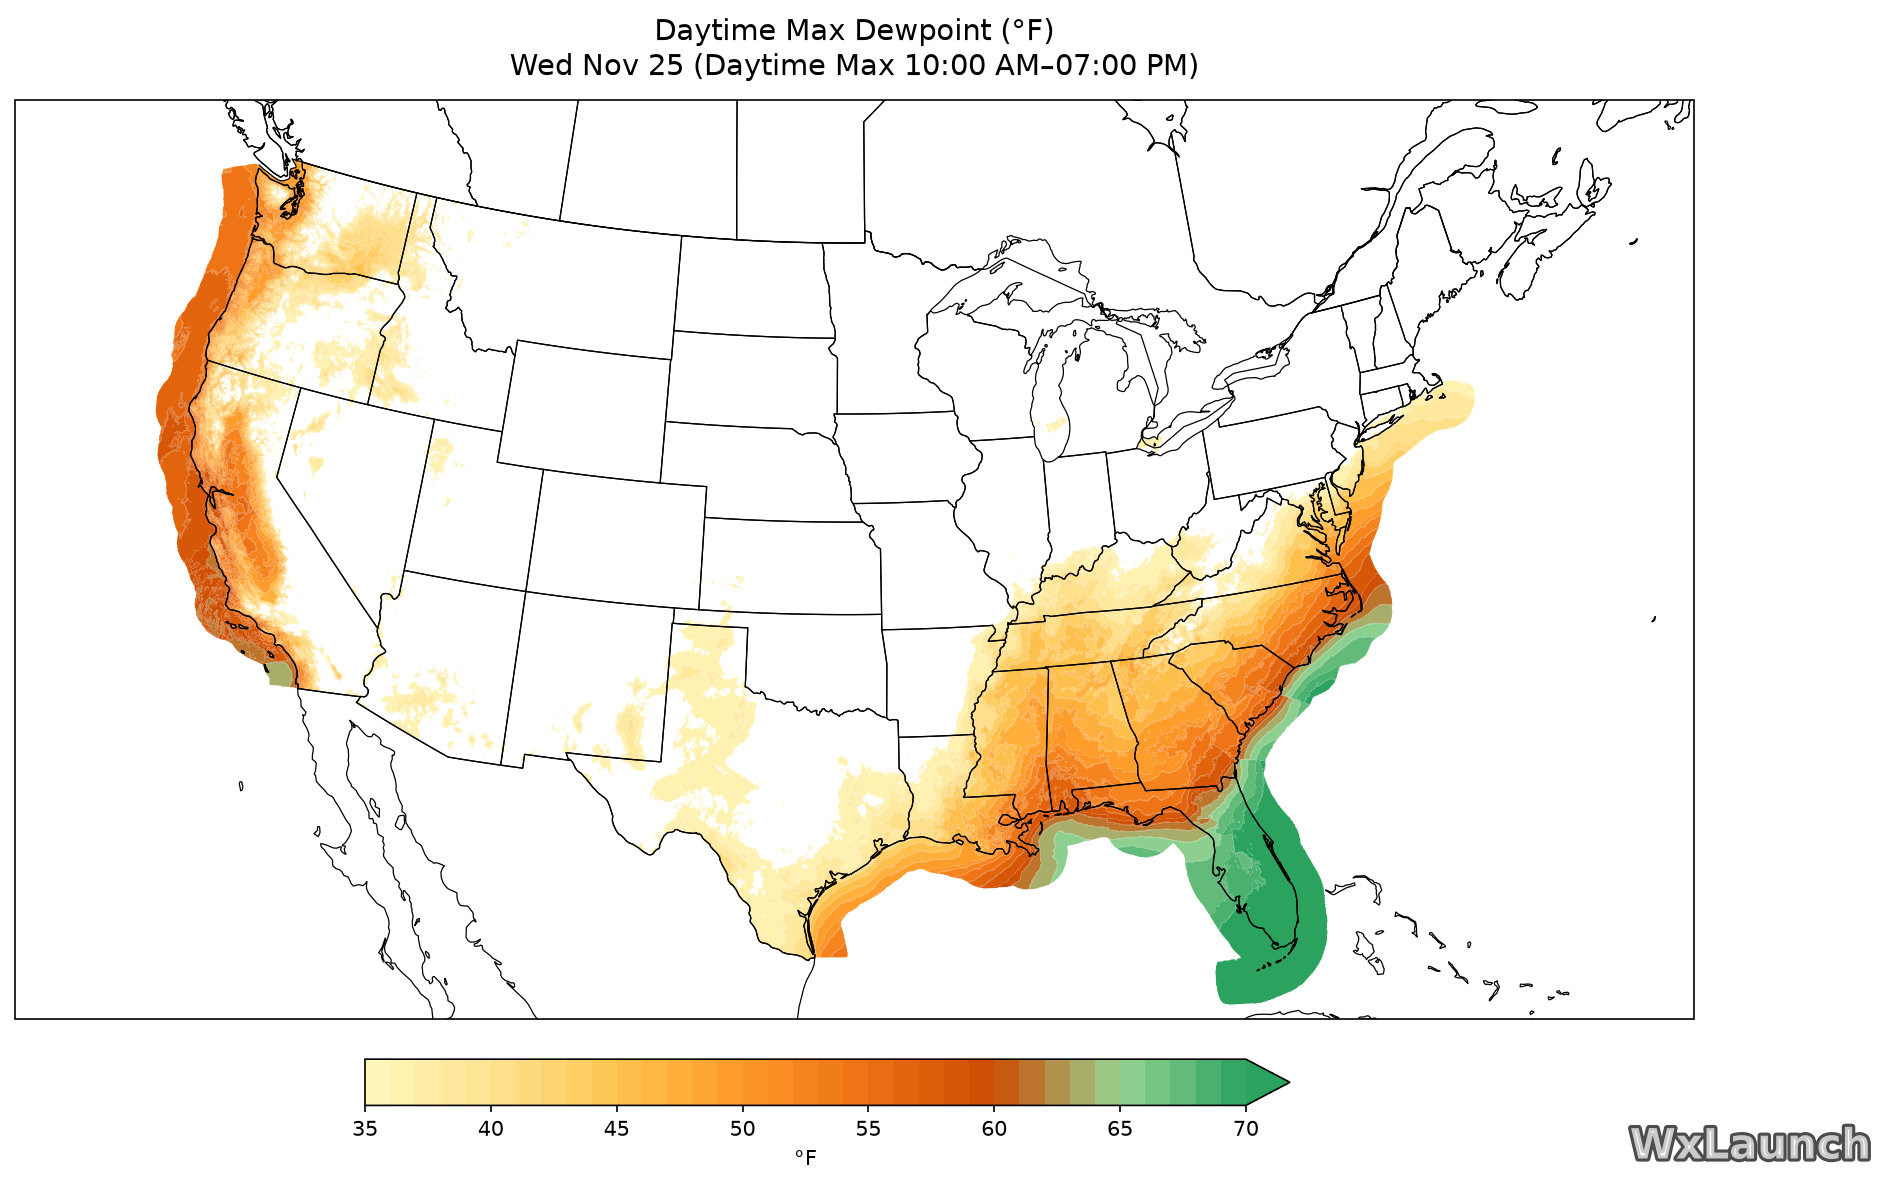 Daytime Max Dewpoint (°F)
Wed Nov 25 (Daytime Max 10:00 AM–07:00 PM)
35 40 45 50 55 60 65 70
°F
WxLaunch